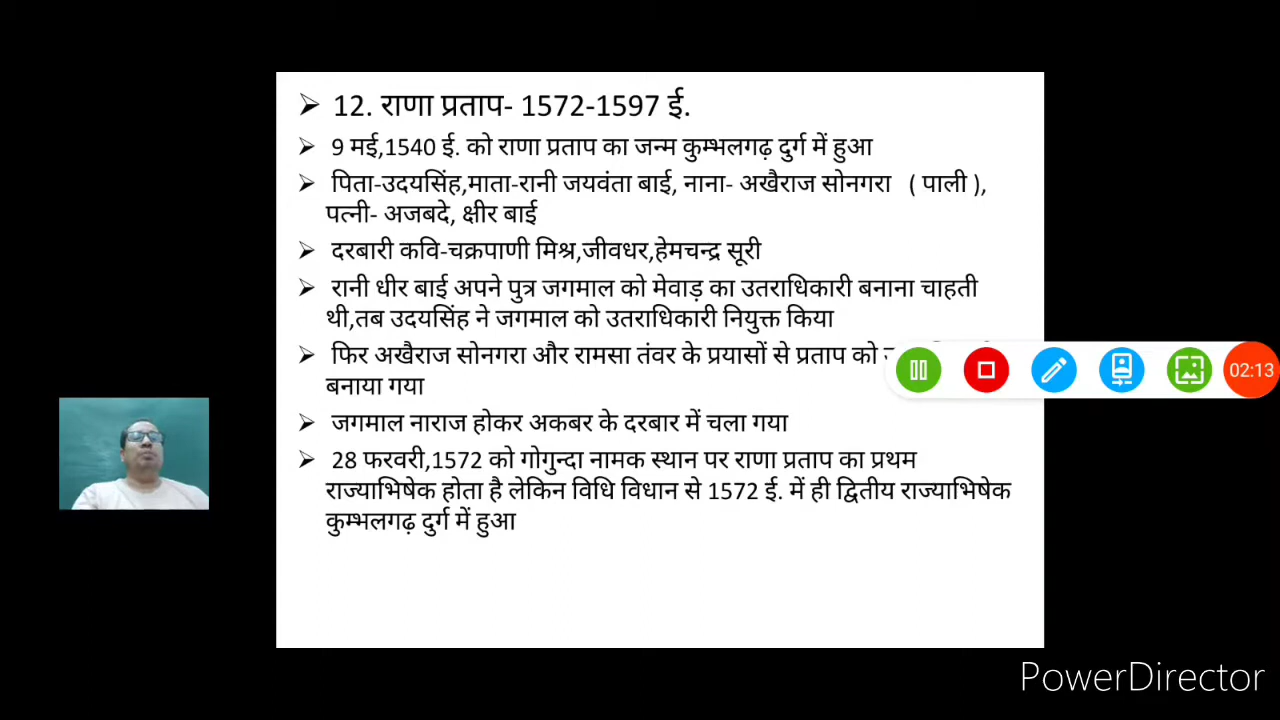 ➢ 12. राणा प्रताप- 1572-1597 ई.
➢ 9 मई,1540 ई. को राणा प्रताप का जन्म कुम्भलगढ़ दुर्ग में हुआ
➢ पिता-उदयसिंह,माता-रानी जयवंता बाई, नाना- अखैराज सोनगरा ( पाली ),
पत्नी- अजबदे, क्षीर बाई
➢ दरबारी कवि-चक्रपाणी मिश्र,जीवधर,हेमचन्द्र सूरी
➢ रानी धीर बाई अपने पुत्र जगमाल को मेवाड़ का उतराधिकारी बनाना चाहती
थी,तब उदयसिंह ने जगमाल को उतराधिकारी नियुक्त किया
➢ फिर अखैराज सोनगरा और रामसा तंवर के प्रयासों से प्रताप को
बनाया गया
02:13
➢ जगमाल नाराज होकर अकबर के दरबार में चला गया
➢ 28 फरवरी,1572 को गोगुन्दा नामक स्थान पर राणा प्रताप का प्रथम
राज्याभिषेक होता है लेकिन विधि विधान से 1572 ई. में ही द्वितीय राज्याभिषेक
कुम्भलगढ़ दुर्ग में हुआ
PowerDirector